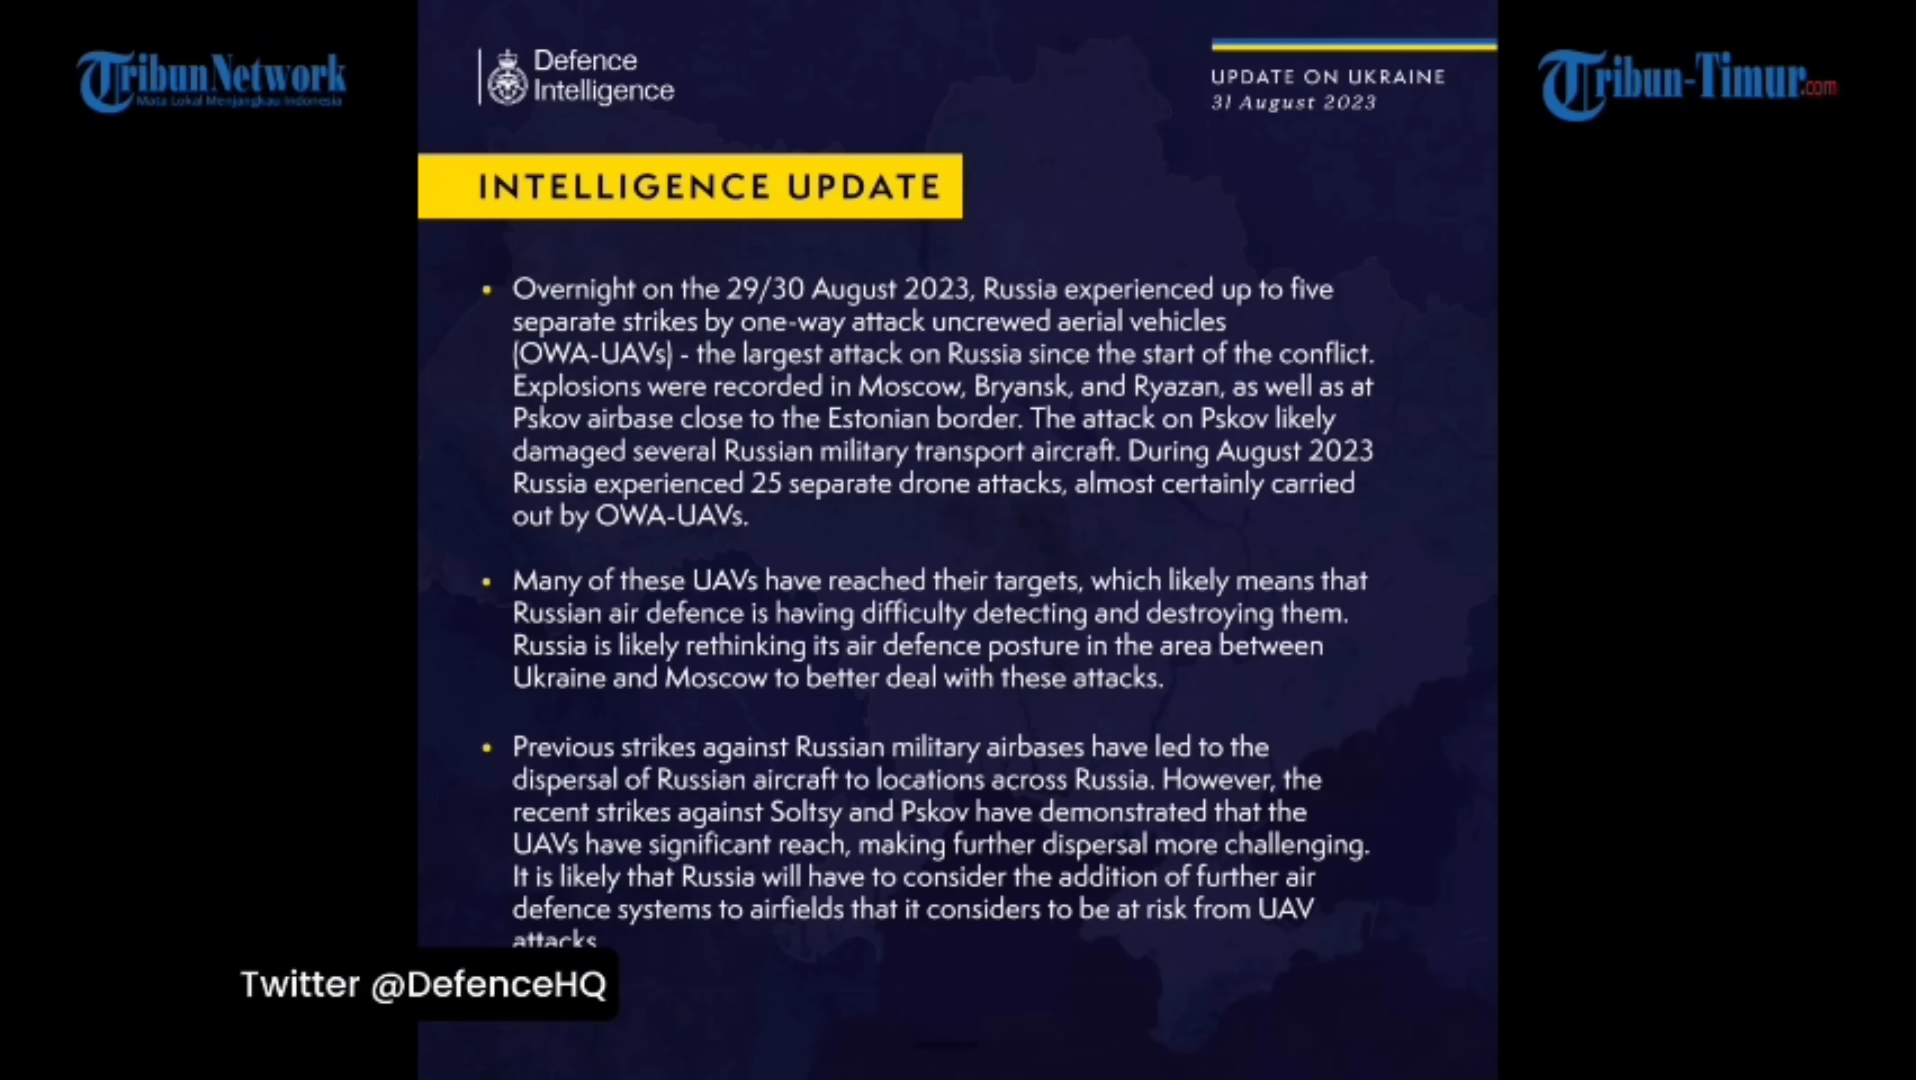 Tribun Network
Mata Lokal Menjangkau Indonesia
Defence
Intelligence
UPDATE ON UKRAINE
31 August 2023
Tribun-Timur.com
INTELLIGENCE UPDATE
• Overnight on the 29/30 August 2023, Russia experienced up to five
separate strikes by one-way attack uncrewed aerial vehicles
(OWA-UAVs) - the largest attack on Russia since the start of the conflict.
Explosions were recorded in Moscow, Bryansk, and Ryazan, as well as at
Pskov airbase close to the Estonian border. The attack on Pskov likely
damaged several Russian military transport aircraft. During August 2023
Russia experienced 25 separate drone attacks, almost certainly carried
out by OWA-UAVs.
• Many of these UAVs have reached their targets, which likely means that
Russian air defence is having difficulty detecting and destroying them.
Russia is likely rethinking its air defence posture in the area between
Ukraine and Moscow to better deal with these attacks.
• Previous strikes against Russian military airbases have led to the
dispersal of Russian aircraft to locations across Russia. However, the
recent strikes against Soltsy and Pskov have demonstrated that the
UAVs have significant reach, making further dispersal more challenging.
It is likely that Russia will have to consider the addition of further air
defence systems to airfields that it considers to be at risk from UAV
attacks
Twitter @DefenceHQ